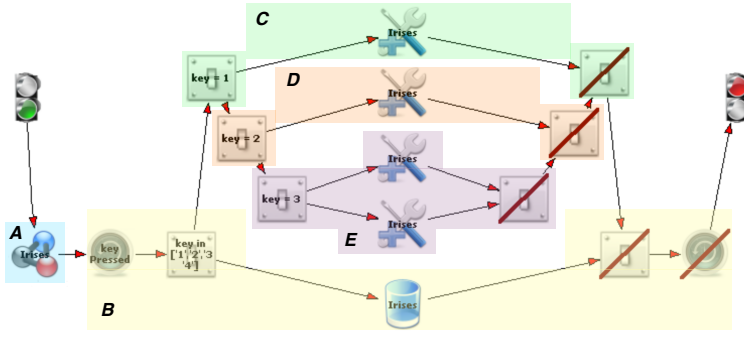 C
Irises
key = 1
D
Irises
key = 2
Irises
key = 3
E
Irises
A
Irises
key
Pressed
key in
['1','2','3
'4']
B
Irises